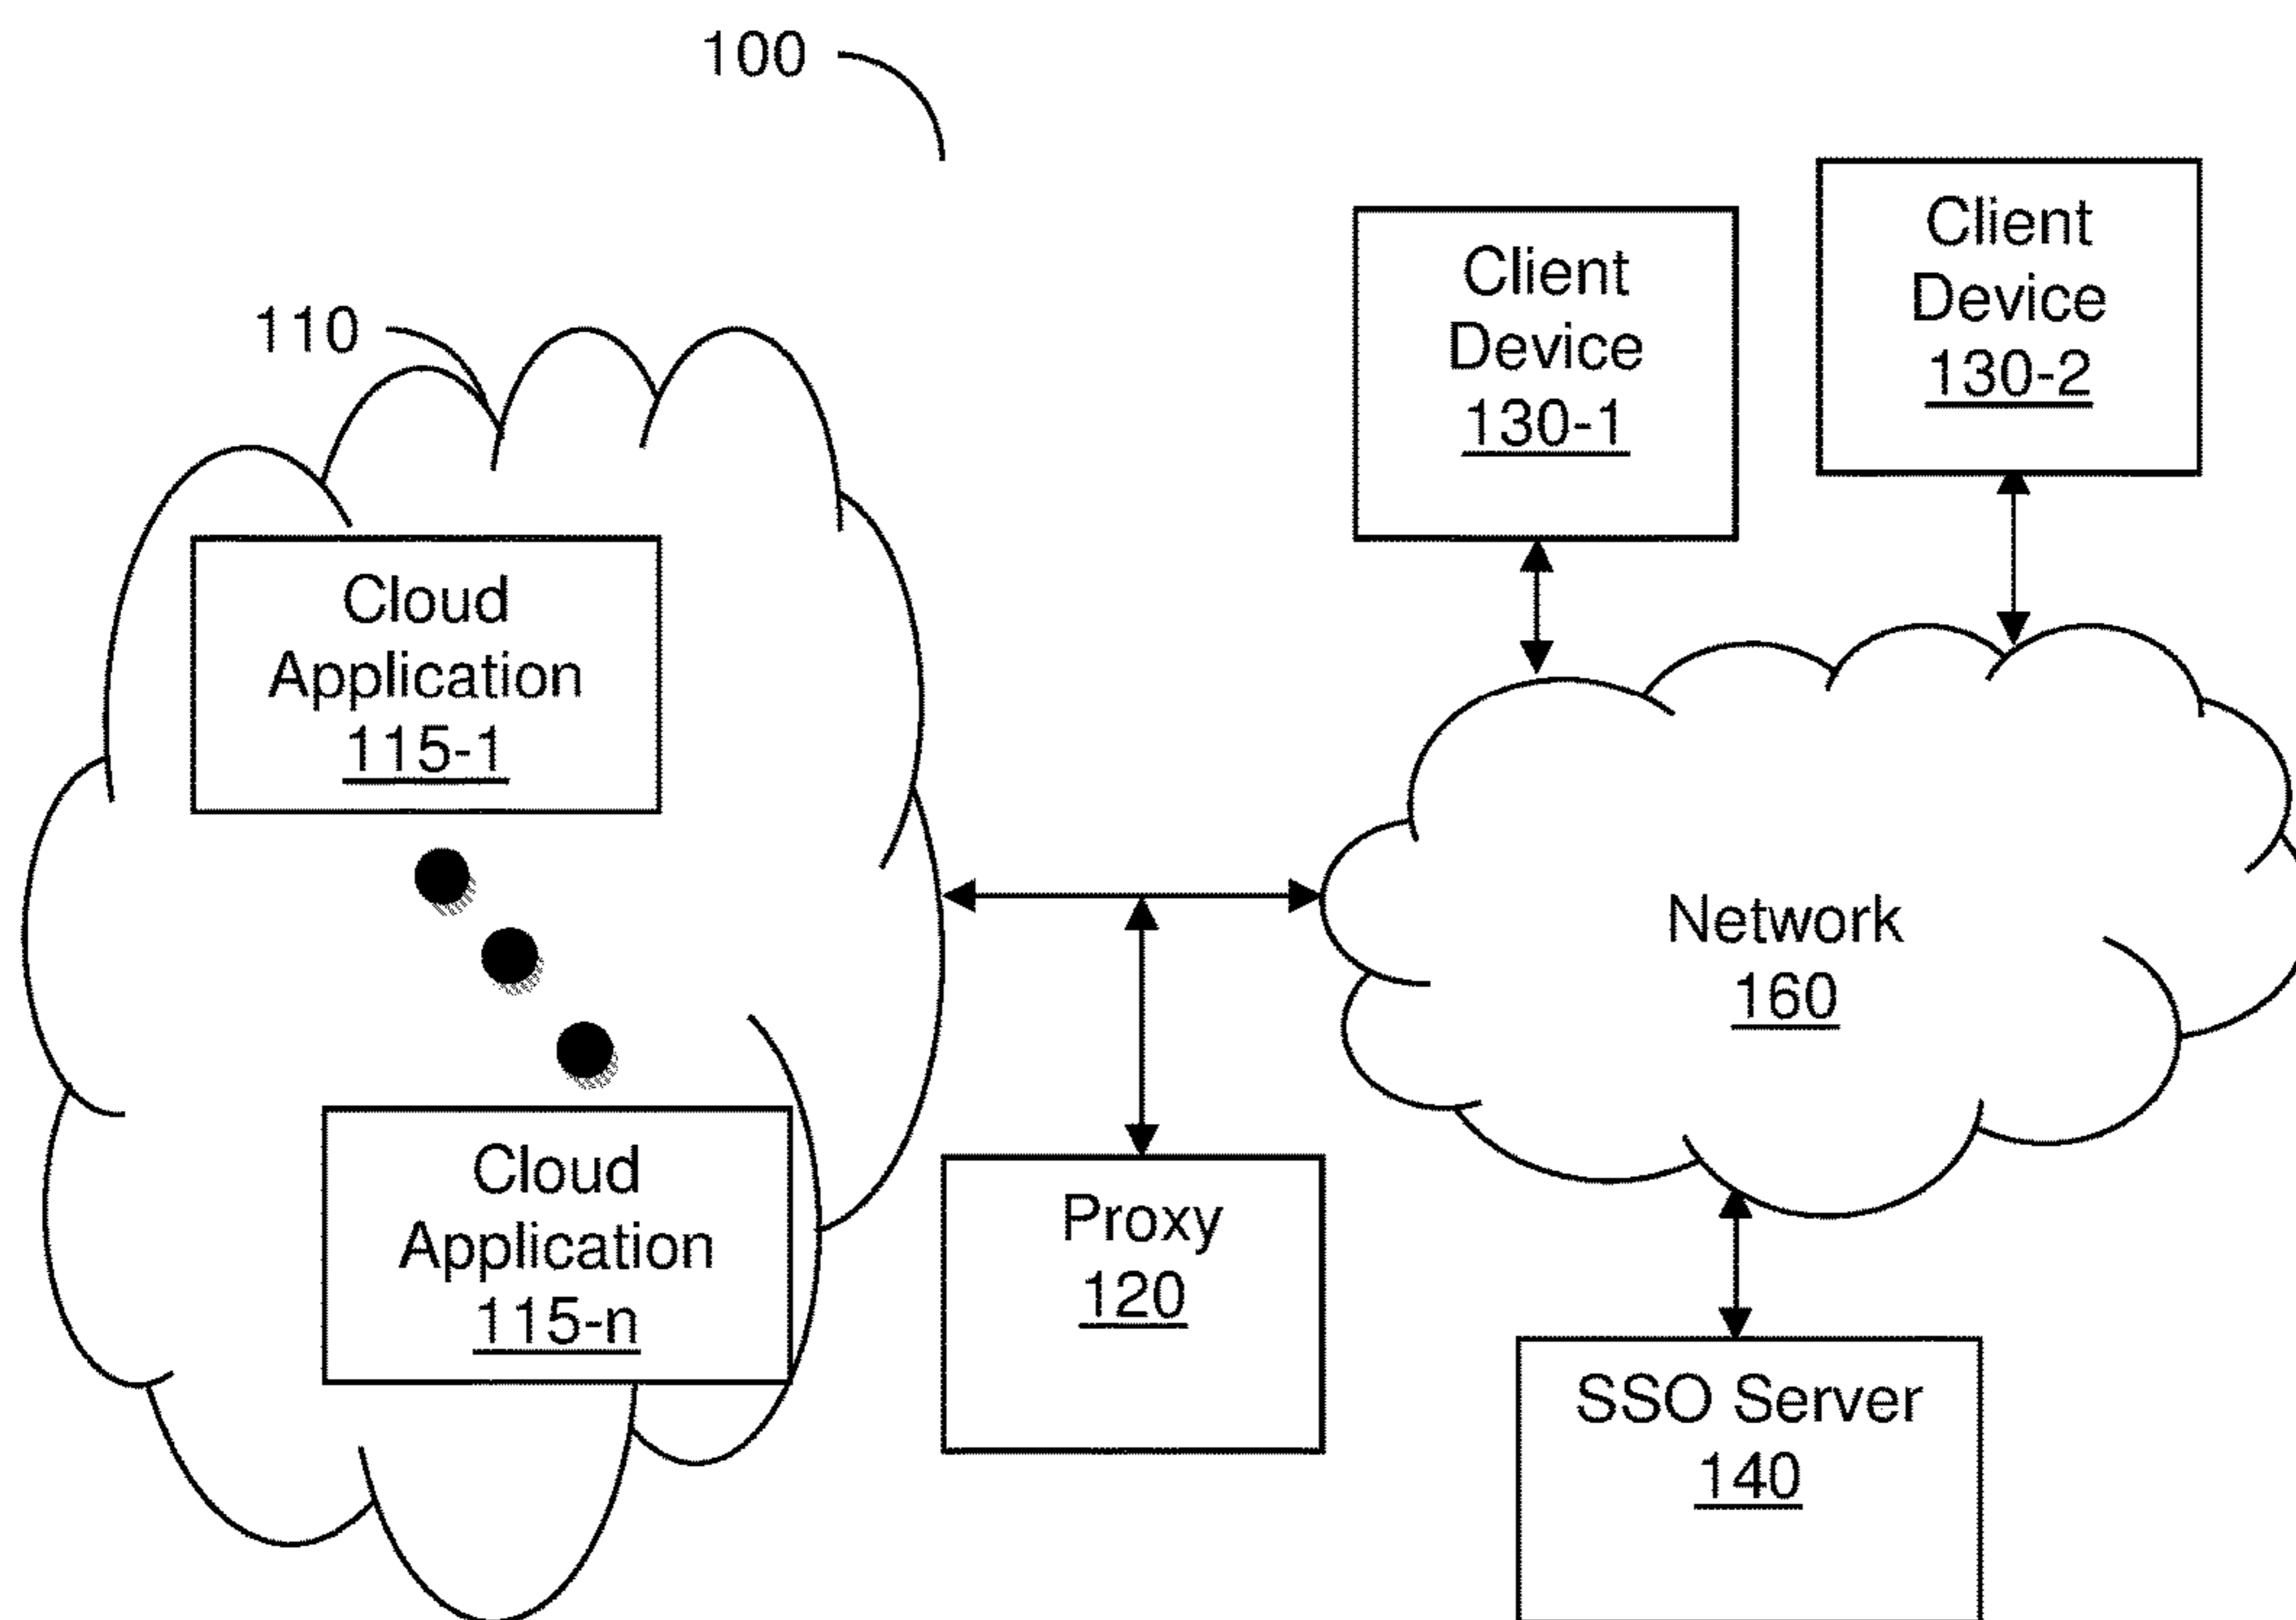 100
110
Cloud
Application
115-1
Cloud
Application
115-n
Proxy
120
Client
Device
130-1
Client
Device
130-2
Network
160
SSO Server
140